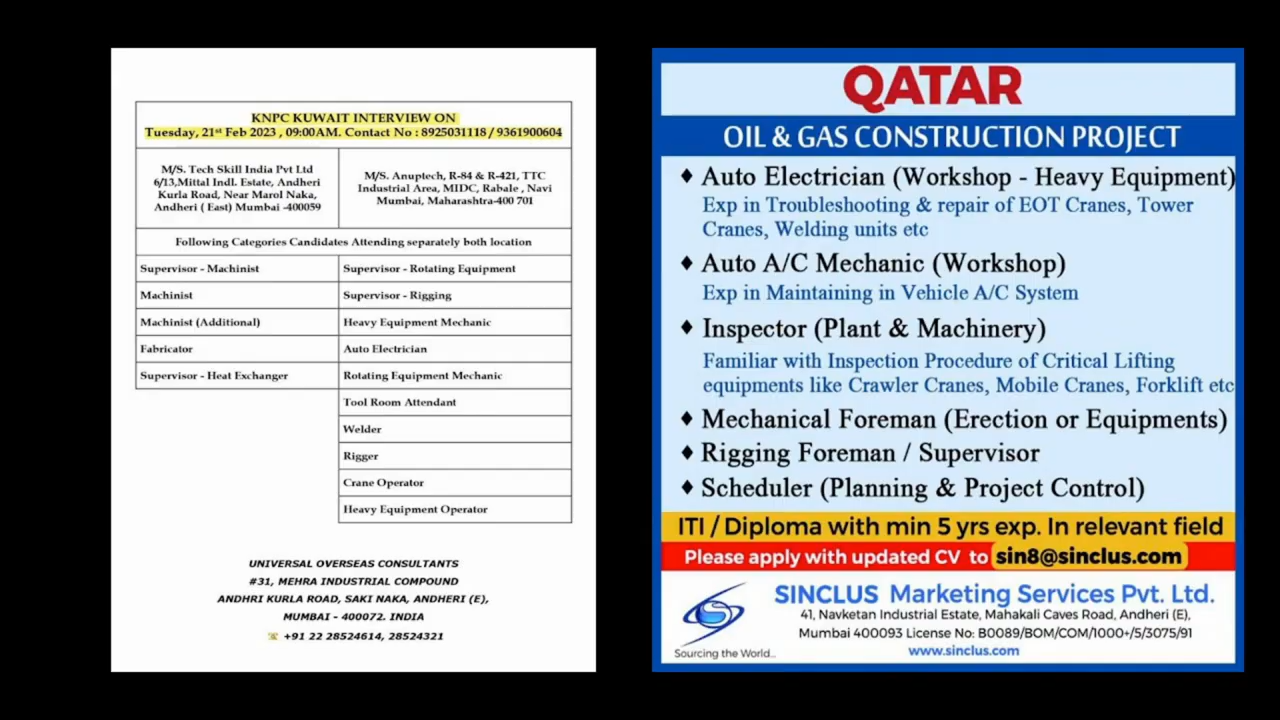 KNPC KUWAIT INTERVIEW ON
Tuesday, 21st Feb 2023 , 09:00AM. Contact No : 8925031118 / 9361900604
M/S. Tech Skill India Pvt Ltd
6/13,Mittal Indl. Estate, Andheri
Kurla Road, Near Marol Naka,
Andheri ( East) Mumbai -400059
M/S. Anuptech, R-84 & R-421, TTC
Industrial Area, MIDC, Rabale , Navi
Mumbai, Maharashtra-400 701
Following Categories Candidates Attending separately both location
Supervisor - Machinist
Supervisor - Rotating Equipment
Machinist
Supervisor - Rigging
Machinist (Additional)
Heavy Equipment Mechanic
Fabricator
Auto Electrician
Supervisor - Heat Exchanger
Rotating Equipment Mechanic
Tool Room Attendant
Welder
Rigger
Crane Operator
Heavy Equipment Operator
UNIVERSAL OVERSEAS CONSULTANTS
#31, MEHRA INDUSTRIAL COMPOUND
ANDHRI KURLA ROAD, SAKI NAKA, ANDHERI (E),
MUMBAI - 400072. INDIA
☏ +91 22 28524614, 28524321
QATAR
OIL & GAS CONSTRUCTION PROJECT
♦ Auto Electrician (Workshop - Heavy Equipment)
Exp in Troubleshooting & repair of EOT Cranes, Tower
Cranes, Welding units etc
♦ Auto A/C Mechanic (Workshop)
Exp in Maintaining in Vehicle A/C System
♦ Inspector (Plant & Machinery)
Familiar with Inspection Procedure of Critical Lifting
equipments like Crawler Cranes, Mobile Cranes, Forklift etc
♦ Mechanical Foreman (Erection or Equipments)
♦ Rigging Foreman / Supervisor
♦ Scheduler (Planning & Project Control)
ITI / Diploma with min 5 yrs exp. In relevant field
Please apply with updated CV to sin8@sinclus.com
SINCLUS Marketing Services Pvt. Ltd.
41, Navketan Industrial Estate, Mahakali Caves Road, Andheri (E),
Mumbai 400093 License No: B0089/BOM/COM/1000+/5/3075/91
Sourcing the World...
www.sinclus.com